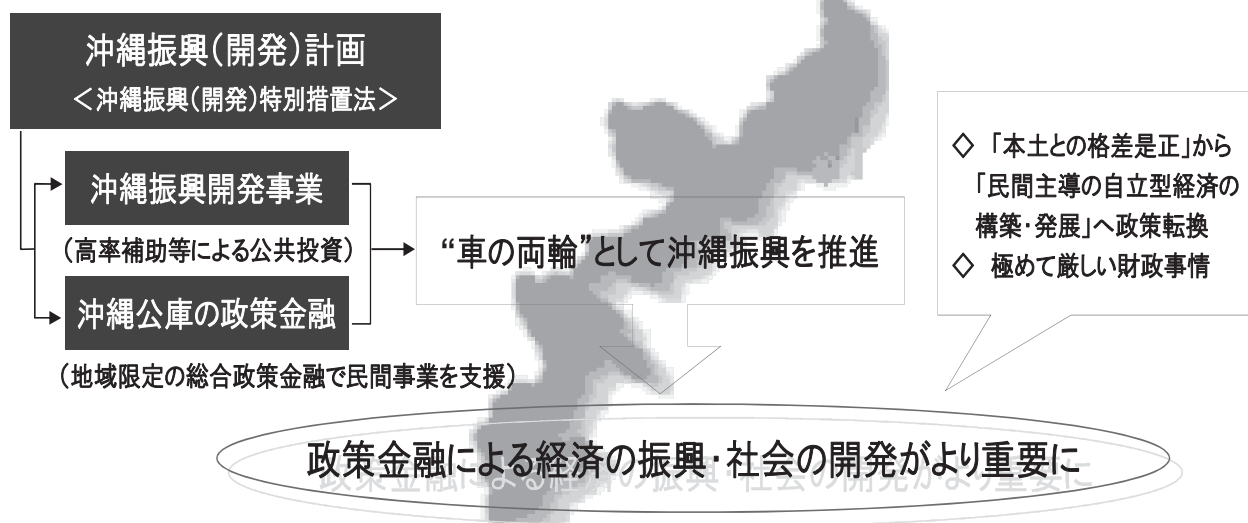 沖縄振興(開発)計画
＜沖縄振興(開発)特別措置法＞
沖縄振興開発事業
(高率補助等による公共投資)
沖縄公庫の政策金融
(地域限定の総合政策金融で民間事業を支援)
“車の両輪”として沖縄振興を推進
◇ 「本土との格差是正」から
「民間主導の自立型経済の
構築・発展」へ政策転換
◇ 極めて厳しい財政事情
政策金融による経済の振興・社会の開発がより重要に